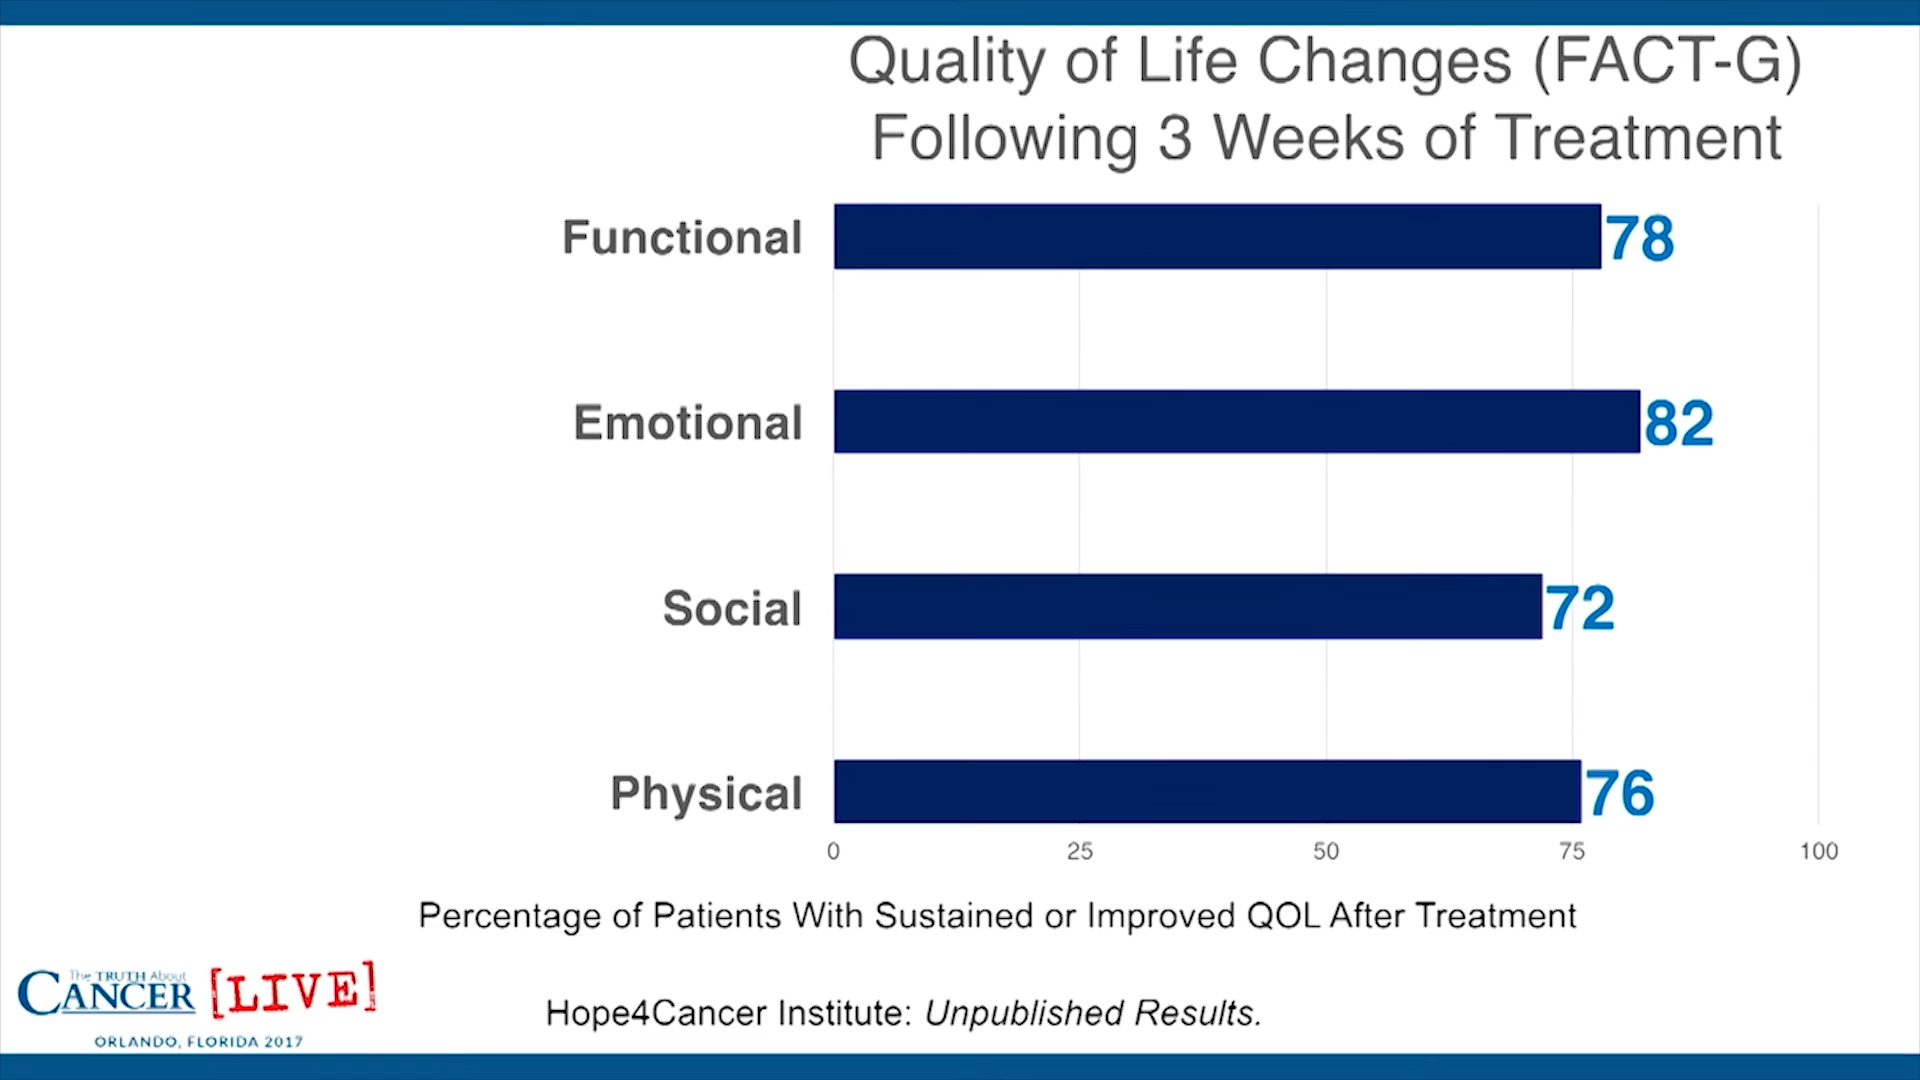 Quality of Life Changes (FACT-G)
Following 3 Weeks of Treatment
Functional
78
Emotional
82
Social
72
Physical
76
0 25 50 75 100
Percentage of Patients With Sustained or Improved QOL After Treatment
The TRUTH About
CANCER [LIVE]
ORLANDO, FLORIDA 2017
Hope4Cancer Institute: Unpublished Results.